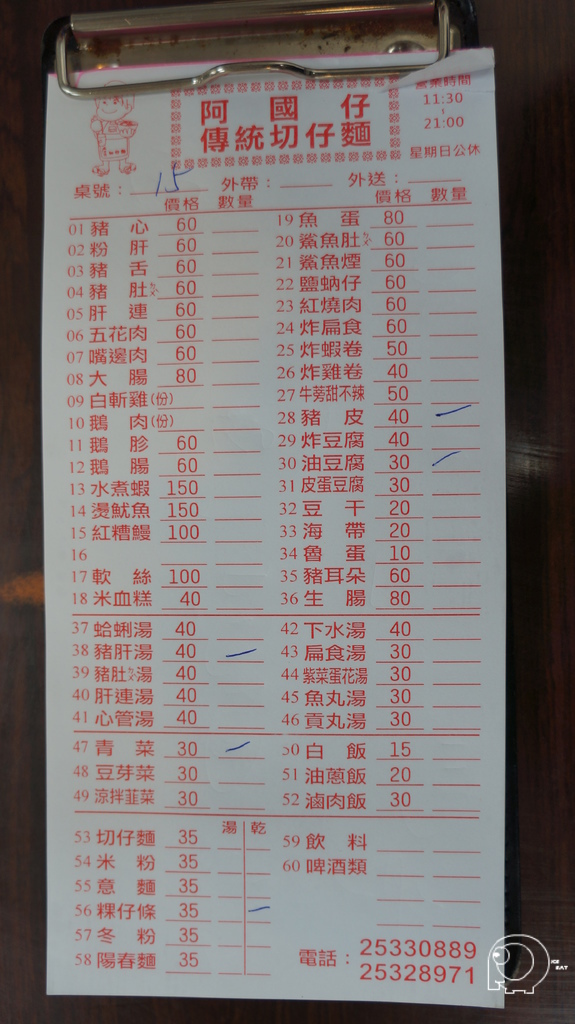 阿國仔
傳統切仔麵
營業時間
11:30
|
21:00
星期日公休
桌號：15 外帶： 外送：
價格 數量
01 豬心 60
02 粉肝 60
03 豬舌 60
04 豬肚 60
05 肝連 60
06 五花肉 60
07 嘴邊肉 60
08 大腸 80
09 白斬雞(份)
10 鵝肉(份)
11 鵝胗 60
12 鵝腸 60
13 水煮蝦 150
14 燙魷魚 150
15 紅糟鰻 100
16
17 軟絲 100
18 米血糕 40
價格 數量
19 魚蛋 80
20 鯊魚肚 60
21 鯊魚煙 60
22 鹽蚋仔 60
23 紅燒肉 60
24 炸扁食 60
25 炸蝦卷 50
26 炸雞卷 40
27 牛蒡甜不辣 50
28 豬皮 40
29 炸豆腐 40
30 油豆腐 30
31 皮蛋豆腐 30
32 豆干 20
33 海帶 20
34 魯蛋 10
35 豬耳朵 60
36 生腸 80
37 蛤蜊湯 40
38 豬肝湯 40
39 豬肚湯 40
40 肝連湯 40
41 心管湯 40
42 下水湯 40
43 扁食湯 30
44 紫菜蛋花湯 30
45 魚丸湯 30
46 貢丸湯 30
47 青菜 30
48 豆芽菜 30
49 涼拌韮菜 30
50 白飯 15
51 油蔥飯 20
52 滷肉飯 30
湯 乾
53 切仔麵 35
54 米粉 35
55 意麵 35
56 粿仔條 35
57 冬粉 35
58 陽春麵 35
59 飲料
60 啤酒類
電話：25330889
25328971
ICE
EAT